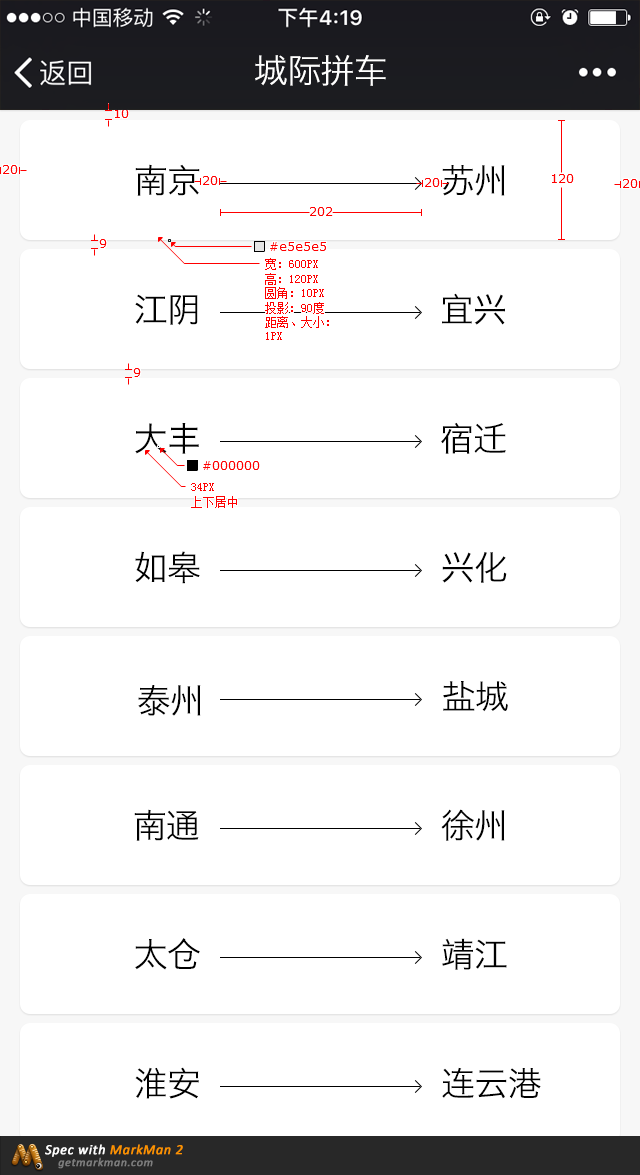 中国移动 下午4:19
返回 城际拼车
10
20 南京 20 20 苏州 120 20
202
9 #e5e5e5
宽: 600PX
高: 120PX
圆角: 10PX
投影: 90度
距离、大小:
1PX
江阴 宜兴
9
大丰 宿迁
#000000
34PX
上下居中
如皋 兴化
泰州 盐城
南通 徐州
太仓 靖江
淮安 连云港
Spec with MarkMan 2
getmarkman.com